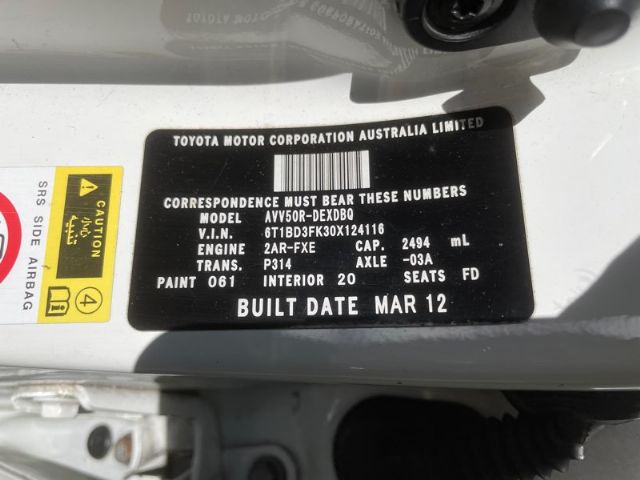 TOYOTA MOTOR CORPORATION AUSTRALIA LIMITED
CORRESPONDENCE MUST BEAR THESE NUMBERS
MODEL AVV50R-DEXDBQ
V.I.N. 6T1BD3FK30X124116
ENGINE 2AR-FXE CAP. 2494 mL
TRANS. P314 AXLE -03A
PAINT 061 INTERIOR 20 SEATS FD
BUILT DATE MAR 12
CAUTION
تنبيه
4
SRS SIDE AIRBAG